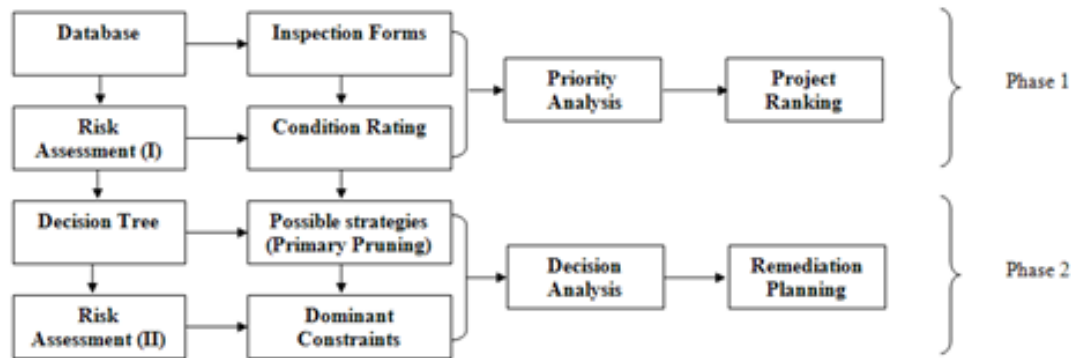 Database
Inspection Forms
Priority
Analysis
Project
Ranking
Phase 1
Risk
Assessment (I)
Condition Rating
Decision Tree
Possible strategies
(Primary Pruning)
Decision
Analysis
Remediation
Planning
Phase 2
Risk
Assessment (II)
Dominant
Constraints